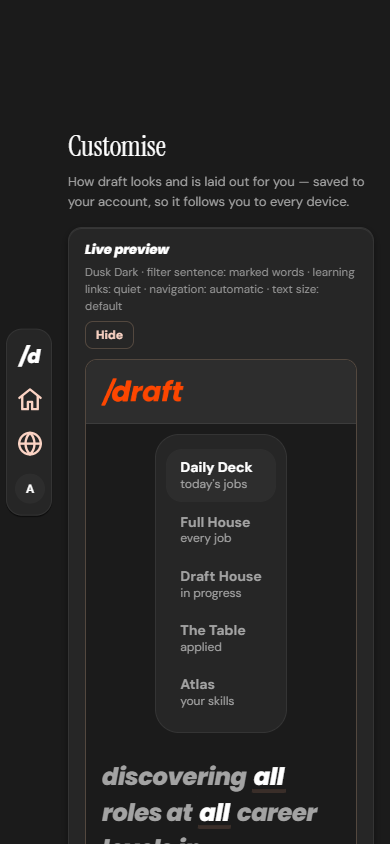 Customise
How draft looks and is laid out for you — saved to
your account, so it follows you to every device.
Live preview
Dusk Dark · filter sentence: marked words · learning
links: quiet · navigation: automatic · text size:
default
Hide
/d
A
/draft
Daily Deck
today's jobs
Full House
every job
Draft House
in progress
The Table
applied
Atlas
your skills
discovering all
roles at all career
levels in